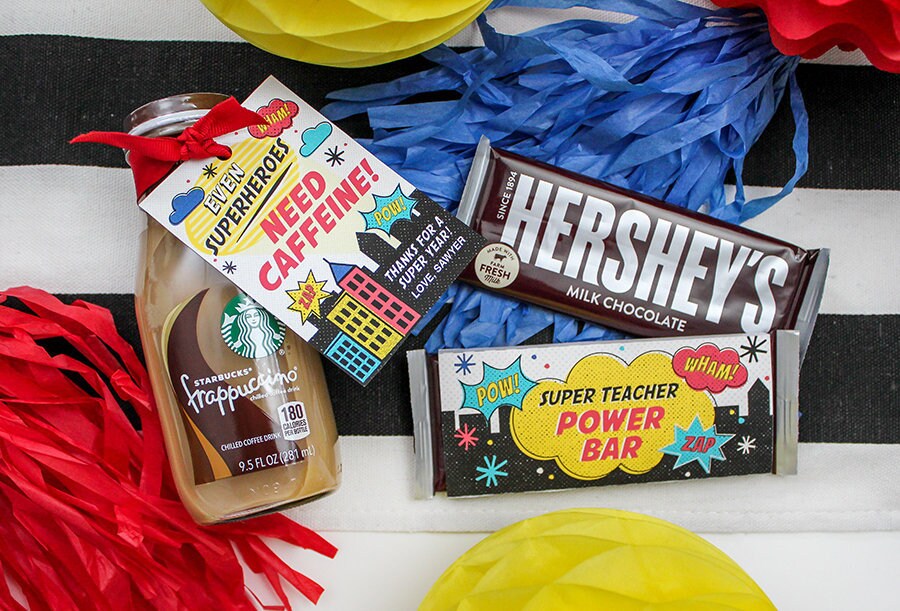 WHAM!
EVEN
SUPERHEROES
NEED
CAFFEINE!
POW!
ZAP
THANKS FOR A
SUPER YEAR!
LOVE, SAWYER
STARBUCKS®
frappuccino®
chilled coffee drink
180
CALORIES
PER BOTTLE
CHILLED COFFEE DRINK
9.5 FL OZ (281 mL)
SINCE 1894
HERSHEY'S
MADE WITH
FARM
FRESH
Milk
MILK CHOCOLATE
POW!
SUPER TEACHER
POWER
BAR
WHAM!
ZAP